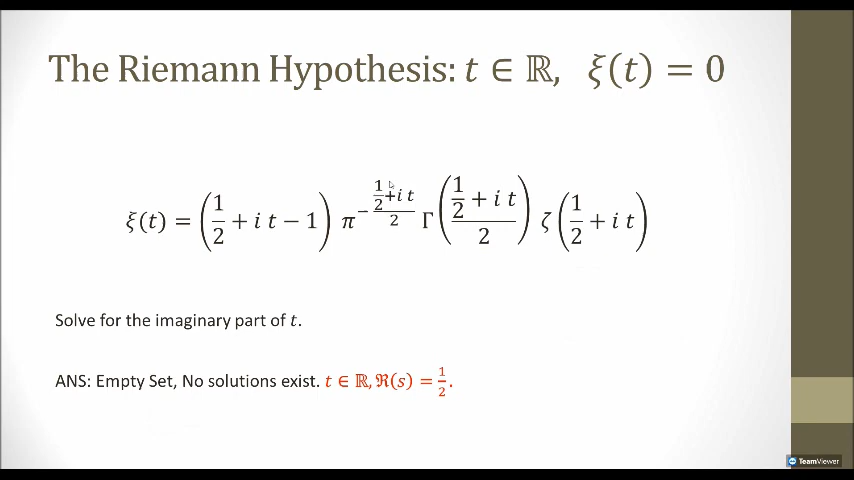 The Riemann Hypothesis: t ∈ ℝ, ξ(t) = 0
ξ(t) = (1/2 + i t − 1) π^(−(1/2 + i t)/2) Γ((1/2 + i t)/2) ζ(1/2 + i t)
Solve for the imaginary part of t.
ANS: Empty Set, No solutions exist. t ∈ ℝ, ℜ(s) = 1/2.
TeamViewer